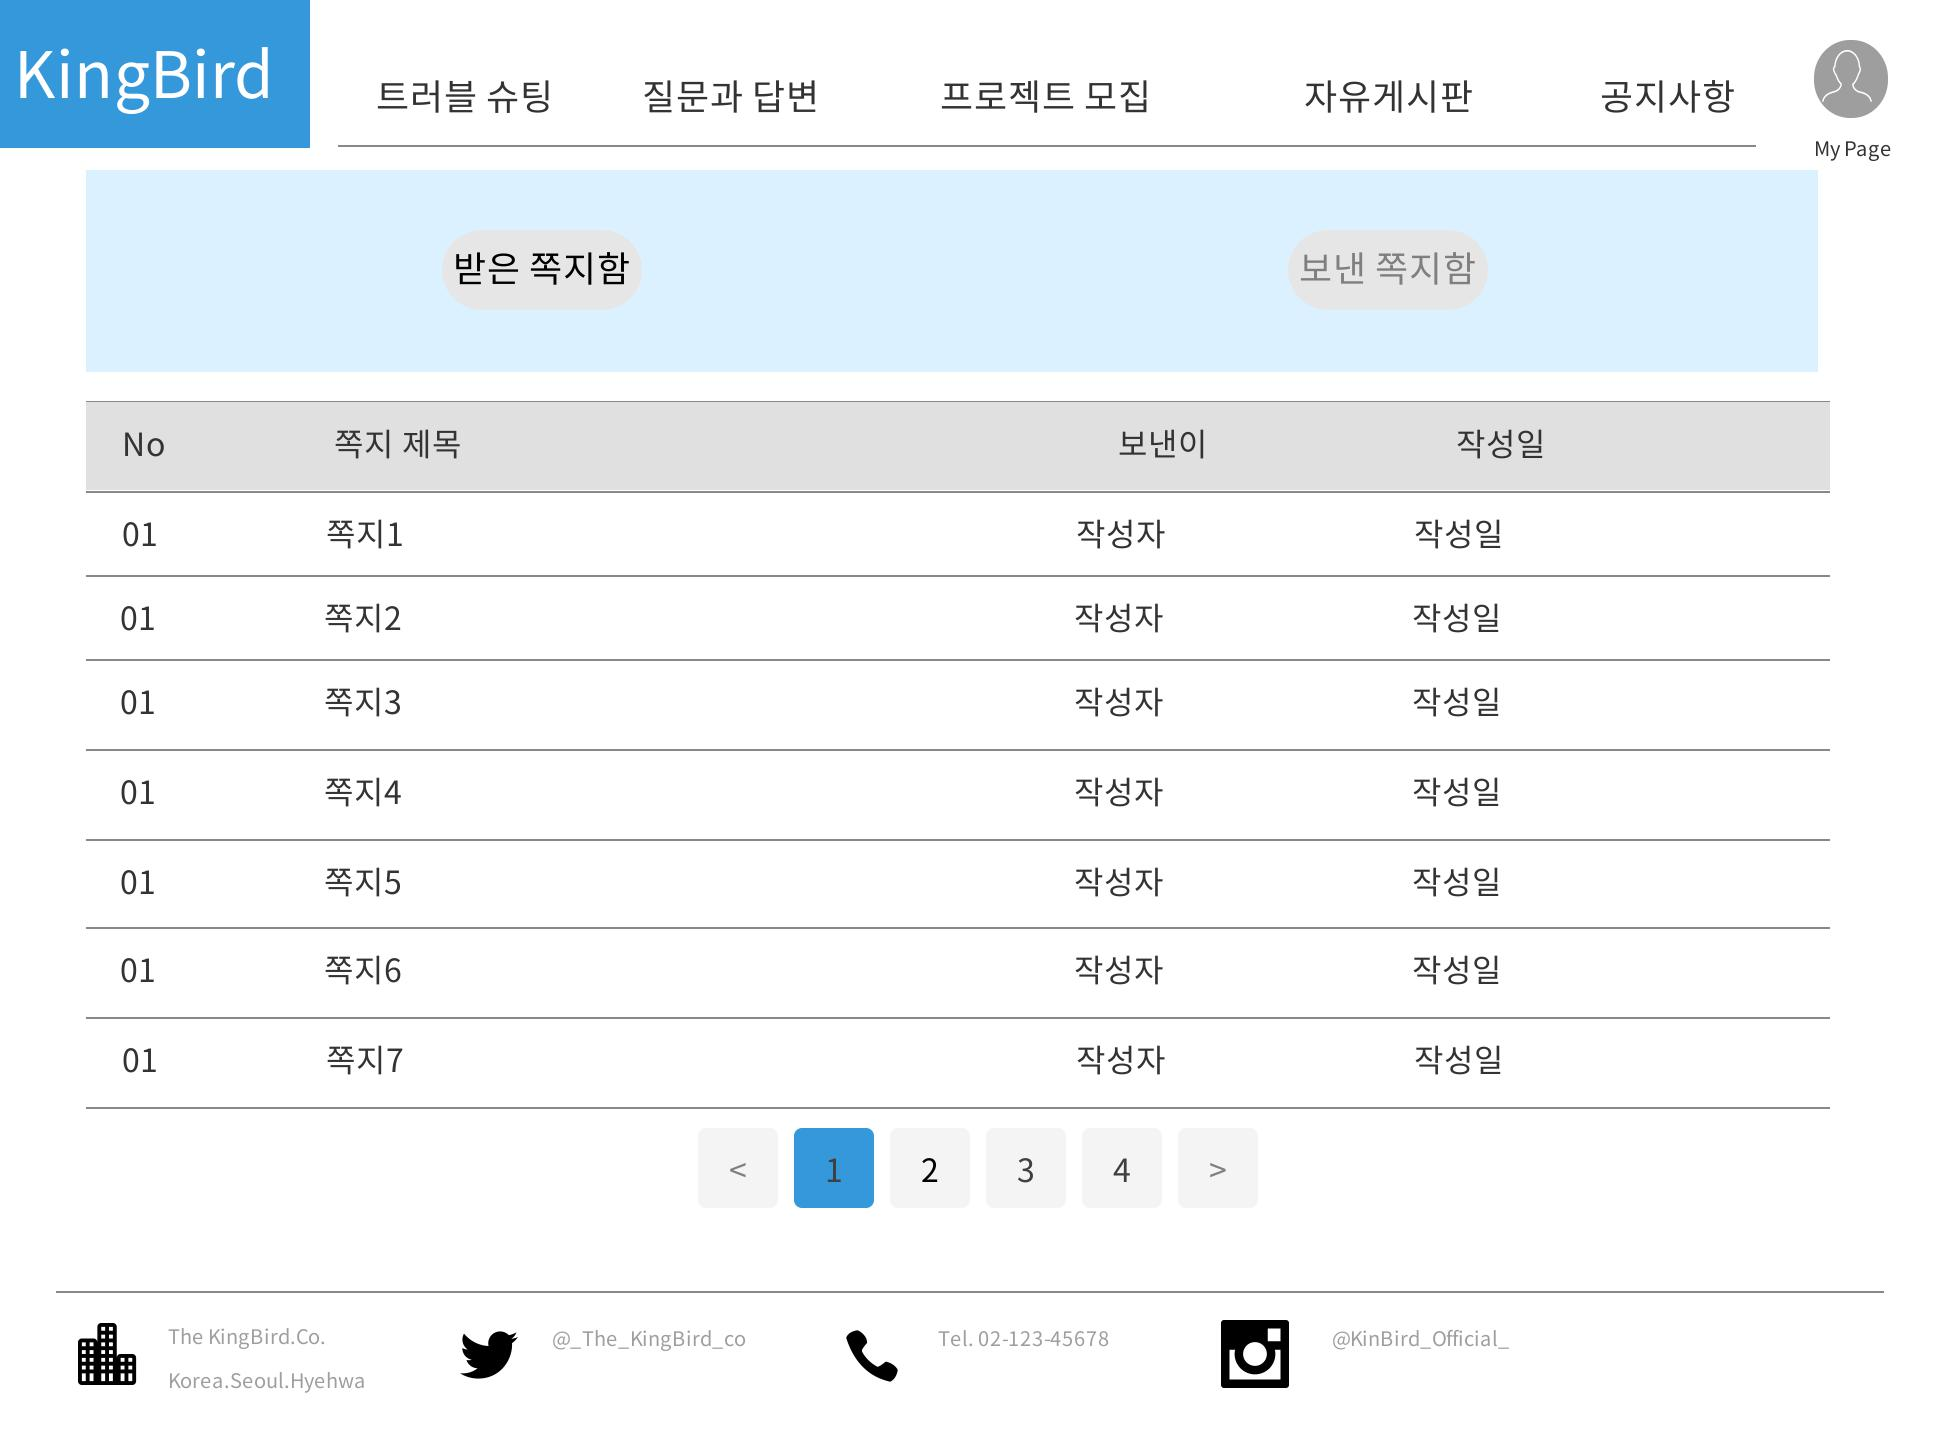 KingBird
트러블 슈팅 질문과 답변 프로젝트 모집 자유게시판 공지사항
My Page
받은 쪽지함 보낸 쪽지함
No 쪽지 제목 보낸이 작성일
01 쪽지1 작성자 작성일
01 쪽지2 작성자 작성일
01 쪽지3 작성자 작성일
01 쪽지4 작성자 작성일
01 쪽지5 작성자 작성일
01 쪽지6 작성자 작성일
01 쪽지7 작성자 작성일
< 1 2 3 4 >
The KingBird.Co. @_The_KingBird_co Tel. 02-123-45678 @KinBird_Official_
Korea.Seoul.Hyehwa